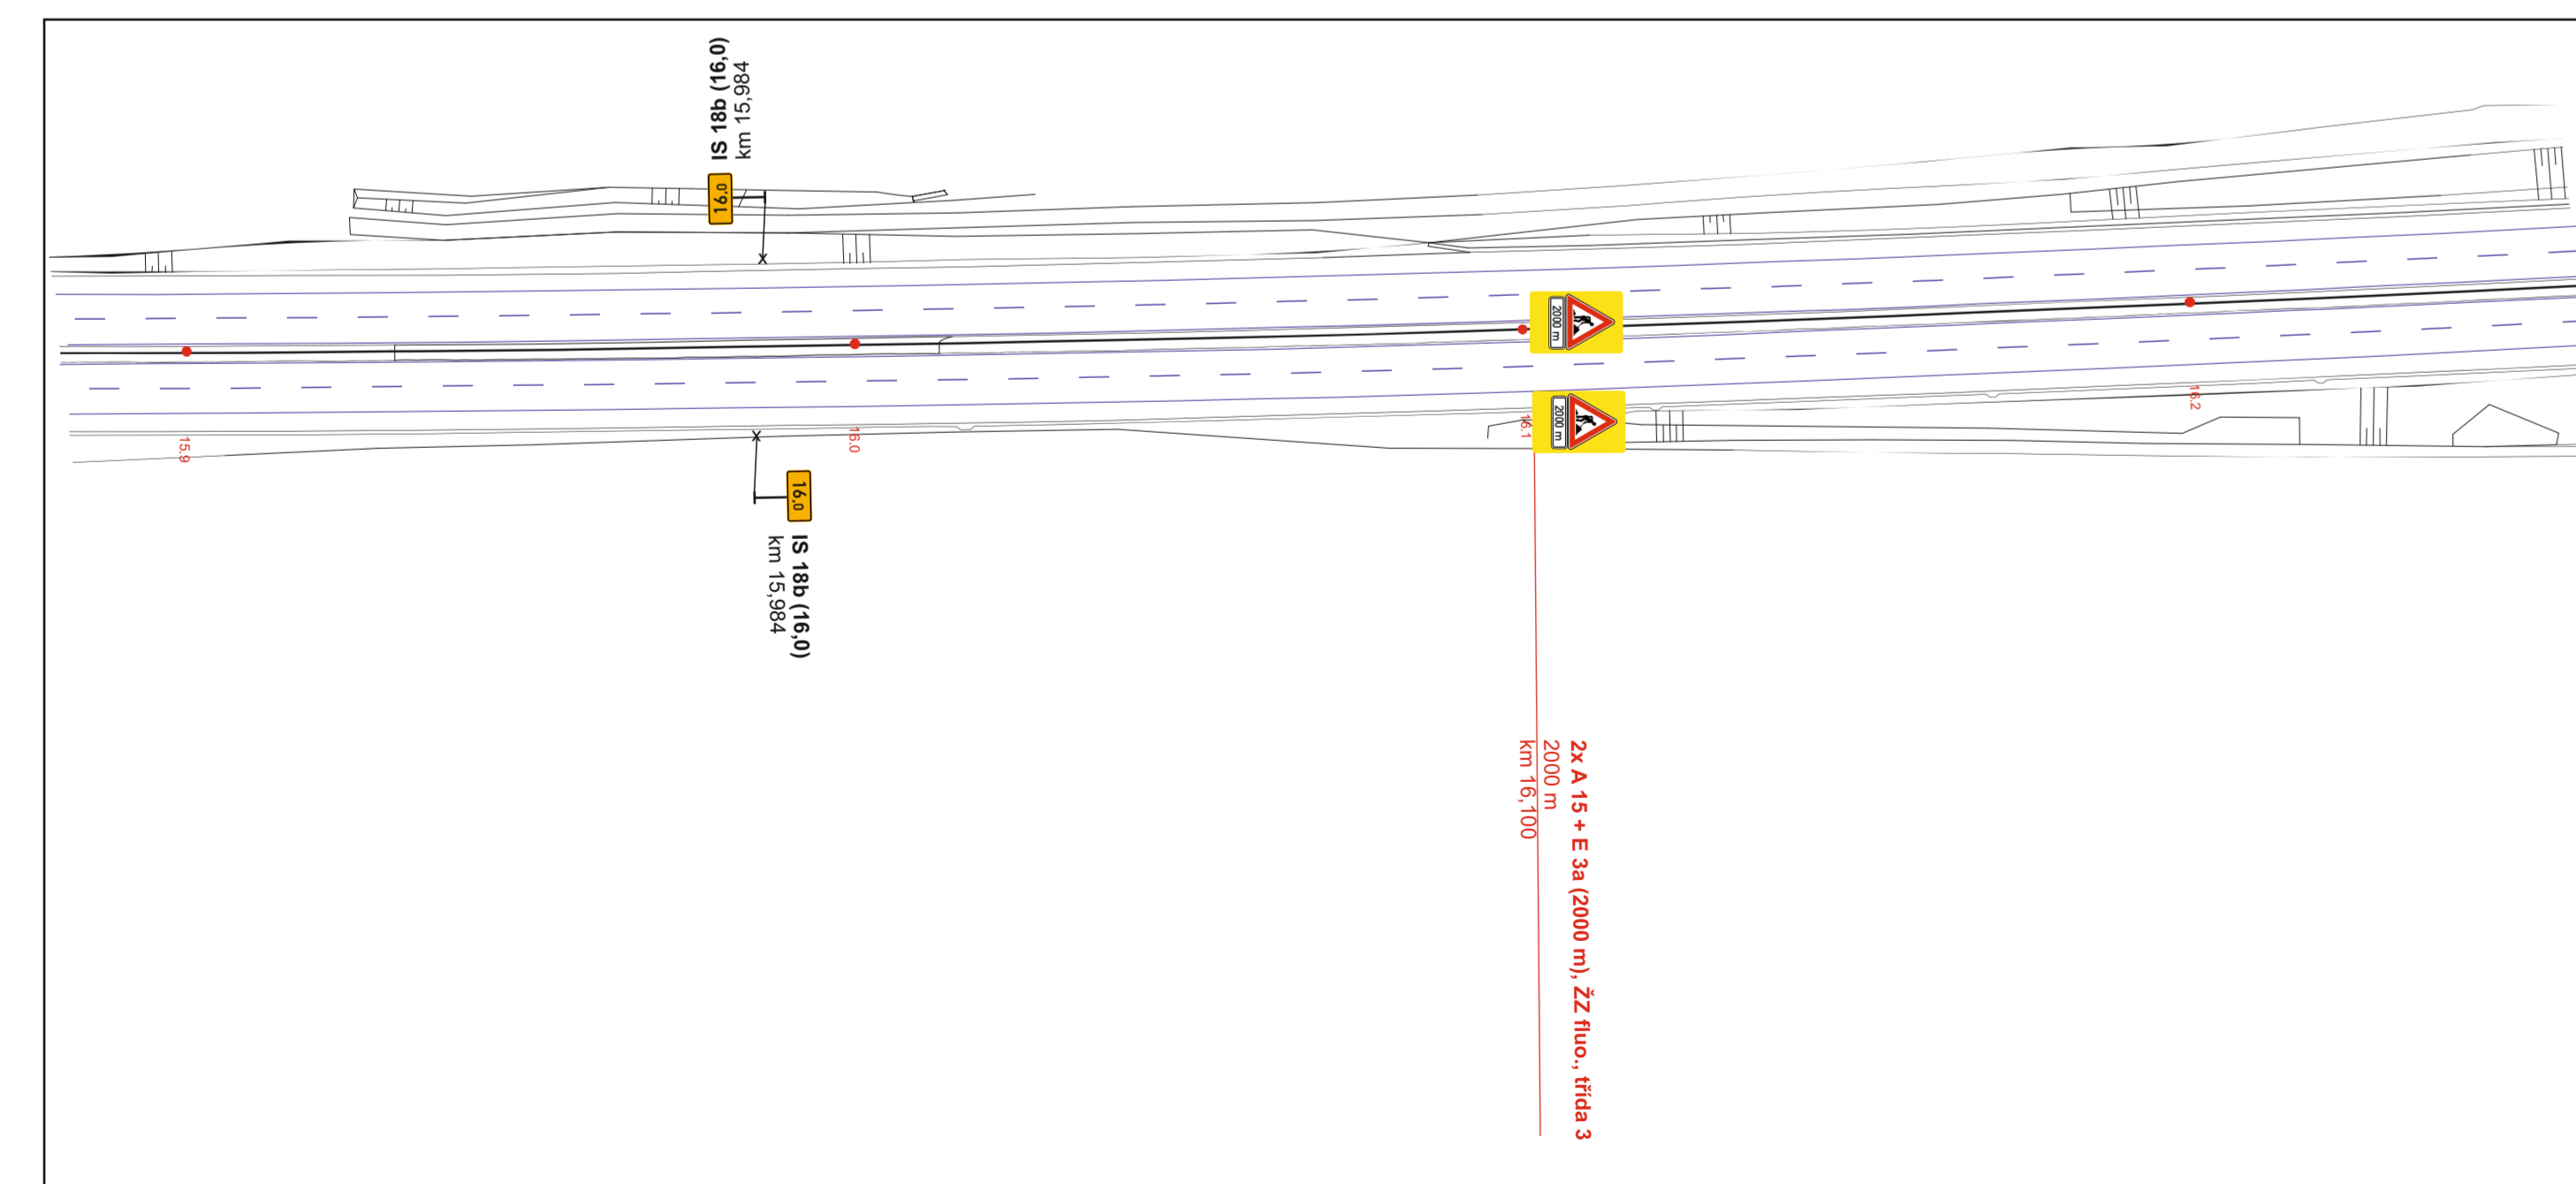 IS 18b (16,0)
km 15,984
16,0
2000 m
2000 m
15.9
16.0
16.1
16.2
16,0
IS 18b (16,0)
km 15,984
2x A 15 + E 3a (2000 m), ŽZ fluo., třída 3
2000 m
km 16,100